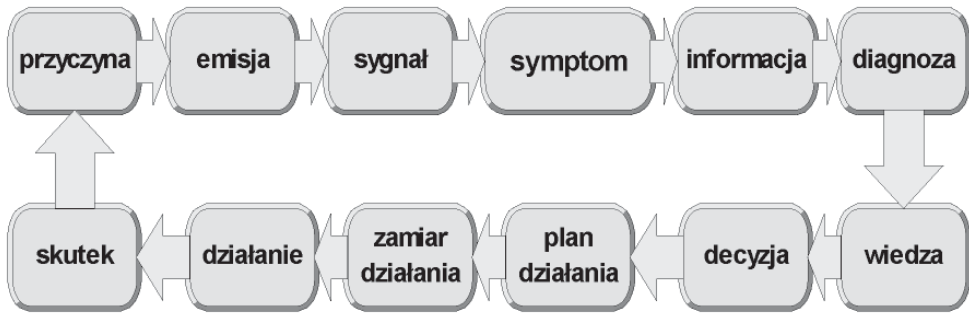 przyczyna
emisja
sygnał
symptom
informacja
diagnoza
skutek
działanie
zamiar
działania
plan
działania
decyzja
wiedza